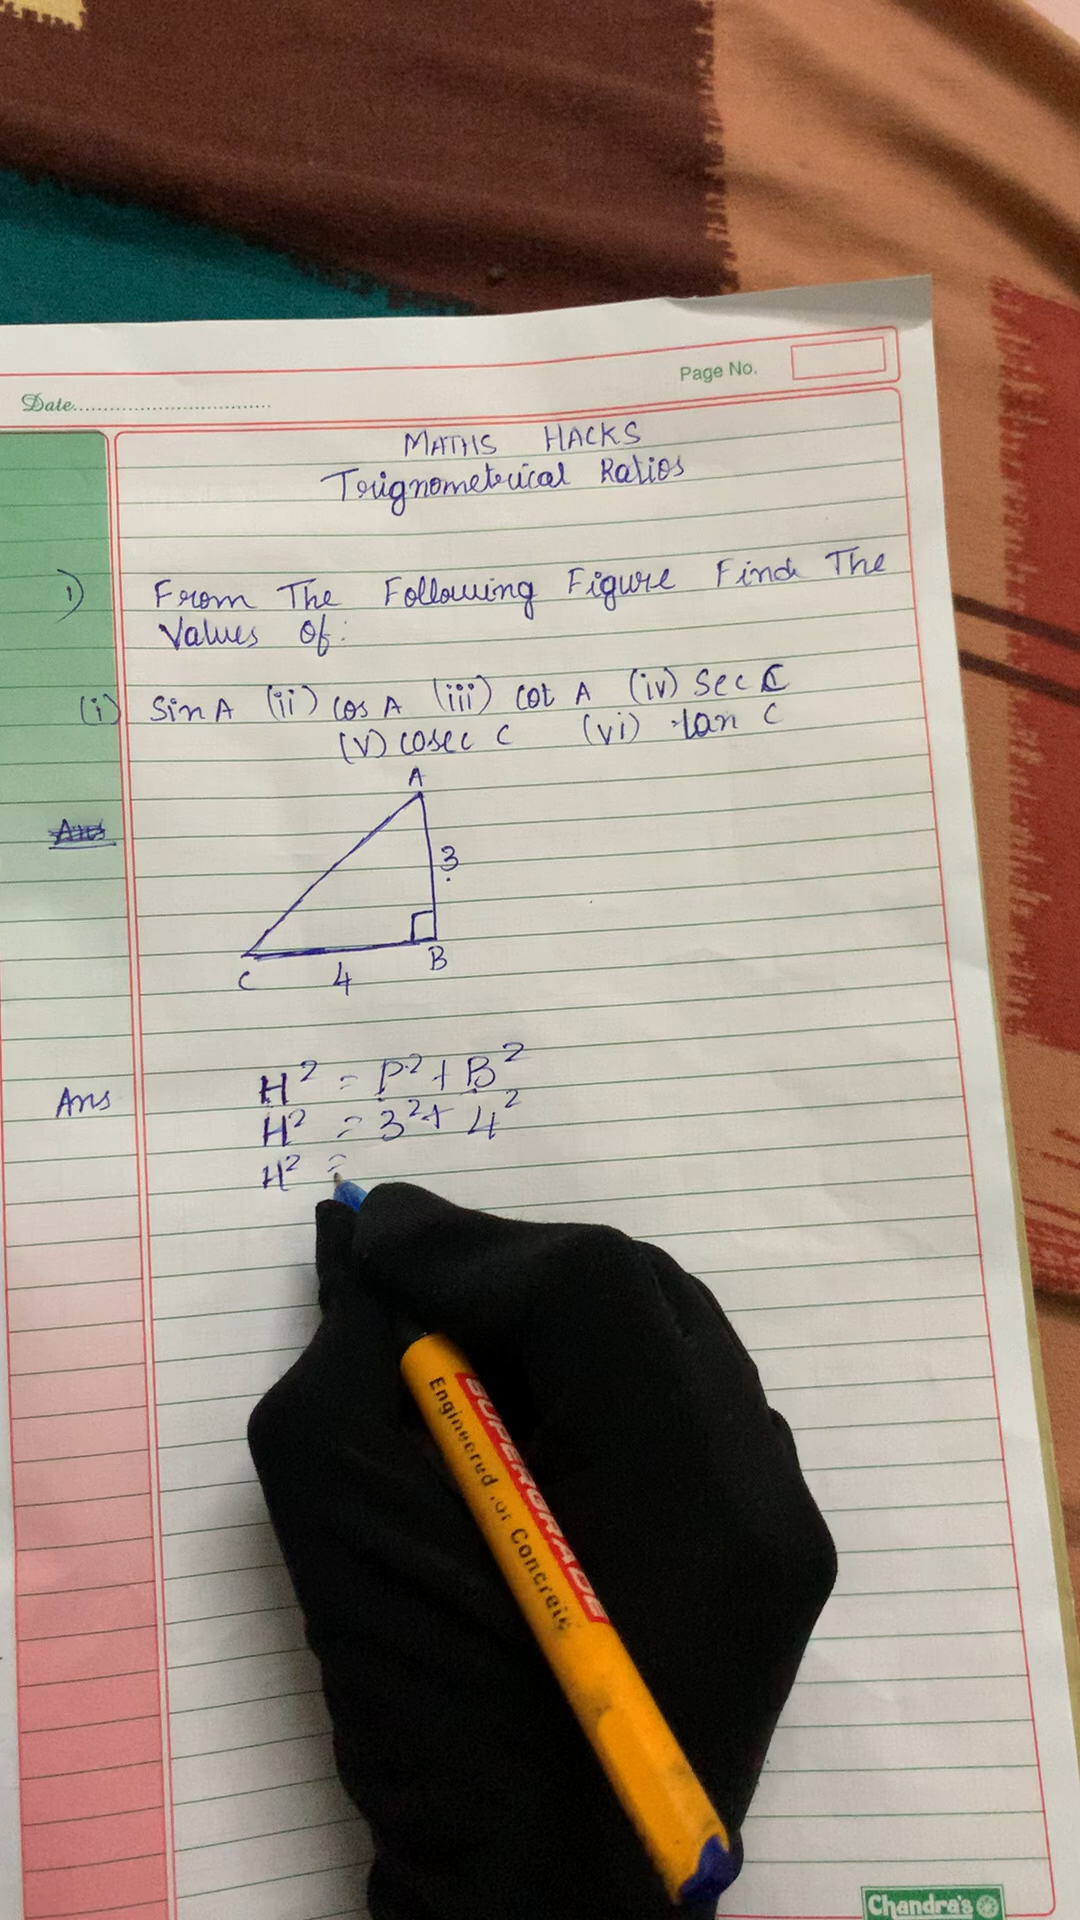 Page No.
Date
MATHS HACKS
Trignometrical Ratios
1) From The Following Figure Find The
Values Of:
(i) Sin A (ii) cos A (iii) cot A (iv) Sec C
(v) cosec C (vi) tan C
A
3
B
C 4
Ans
Ans H² = P² + B²
H² = 3² + 4²
H² =
SUPERGRADE
Engineered for Concrete
Chandra's